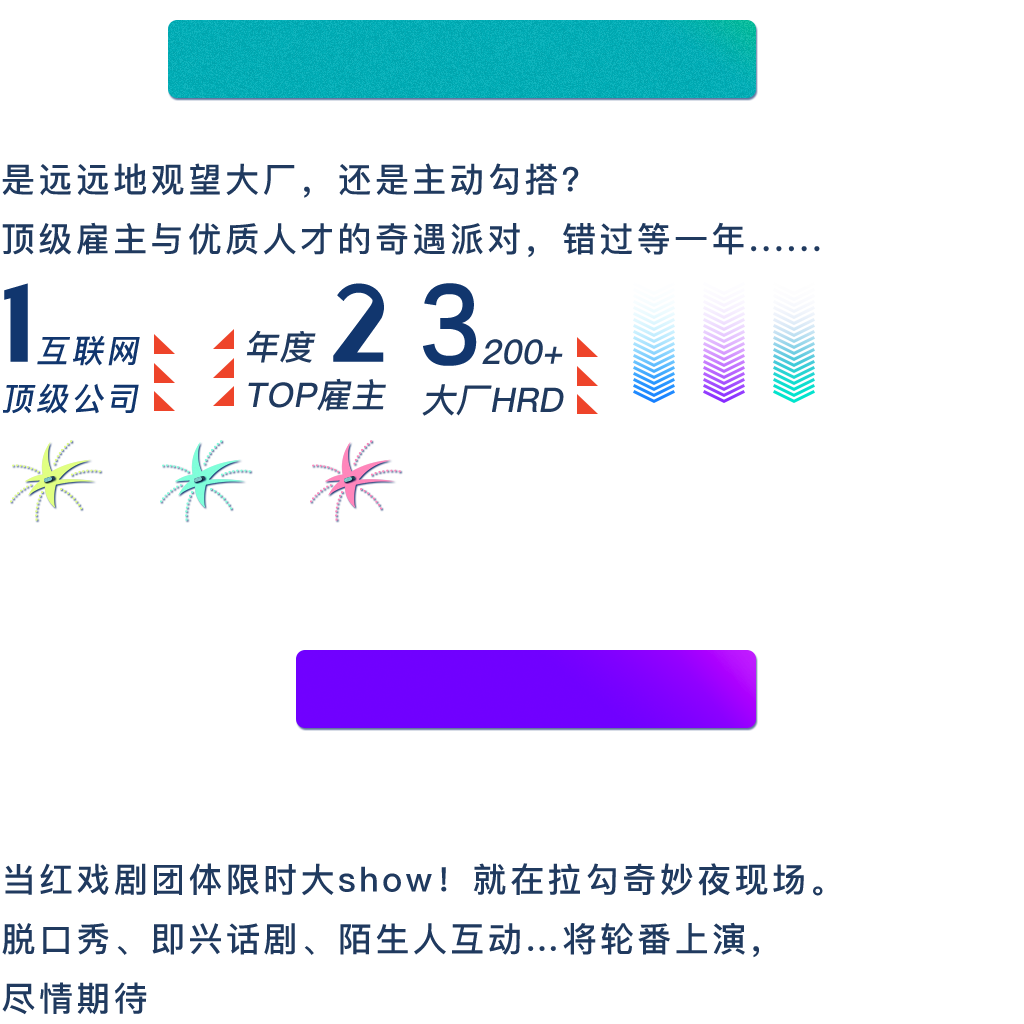 是远远地观望大厂，还是主动勾搭？
顶级雇主与优质人才的奇遇派对，错过等一年……
1 互联网
顶级公司
年度 2
TOP雇主
3 200+
大厂HRD
当红戏剧团体限时大show！就在拉勾奇妙夜现场。
脱口秀、即兴话剧、陌生人互动…将轮番上演，
尽情期待